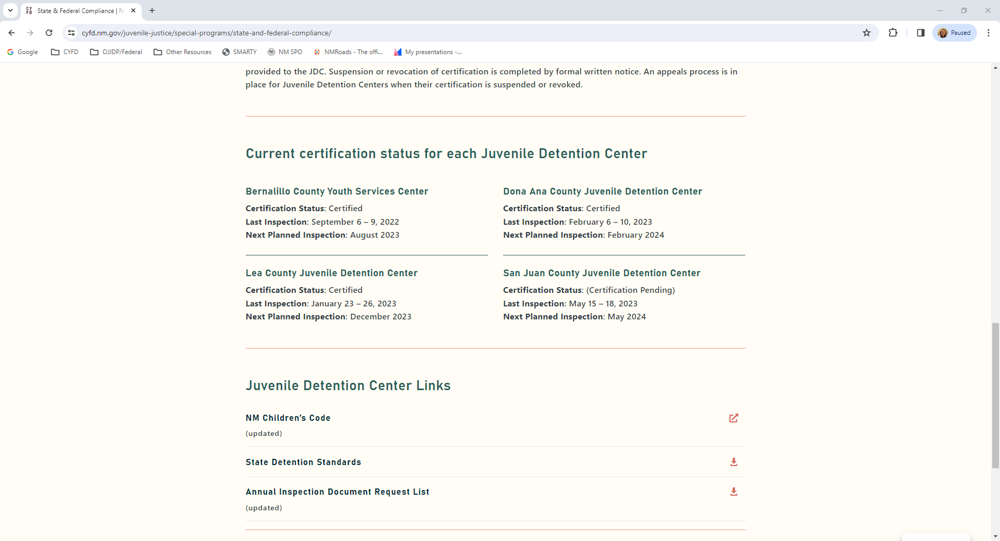 CY
FD
State & Federal Compliance | N
cyfd.nm.gov/juvenile-justice/special-programs/state-and-federal-compliance/
Paused
Google
CYFD
OJJDP/Federal
Other Resources
SMARTY
NM SPO
NMRoads - The offi...
My presentations -...
provided to the JDC. Suspension or revocation of certification is completed by formal written notice. An appeals process is in
place for Juvenile Detention Centers when their certification is suspended or revoked.
Current certification status for each Juvenile Detention Center
Bernalillo County Youth Services Center
Certification Status: Certified
Last Inspection: September 6 – 9, 2022
Next Planned Inspection: August 2023
Dona Ana County Juvenile Detention Center
Certification Status: Certified
Last Inspection: February 6 – 10, 2023
Next Planned Inspection: February 2024
Lea County Juvenile Detention Center
Certification Status: Certified
Last Inspection: January 23 – 26, 2023
Next Planned Inspection: December 2023
San Juan County Juvenile Detention Center
Certification Status: (Certification Pending)
Last Inspection: May 15 – 18, 2023
Next Planned Inspection: May 2024
Juvenile Detention Center Links
NM Children’s Code
(updated)
State Detention Standards
Annual Inspection Document Request List
(updated)